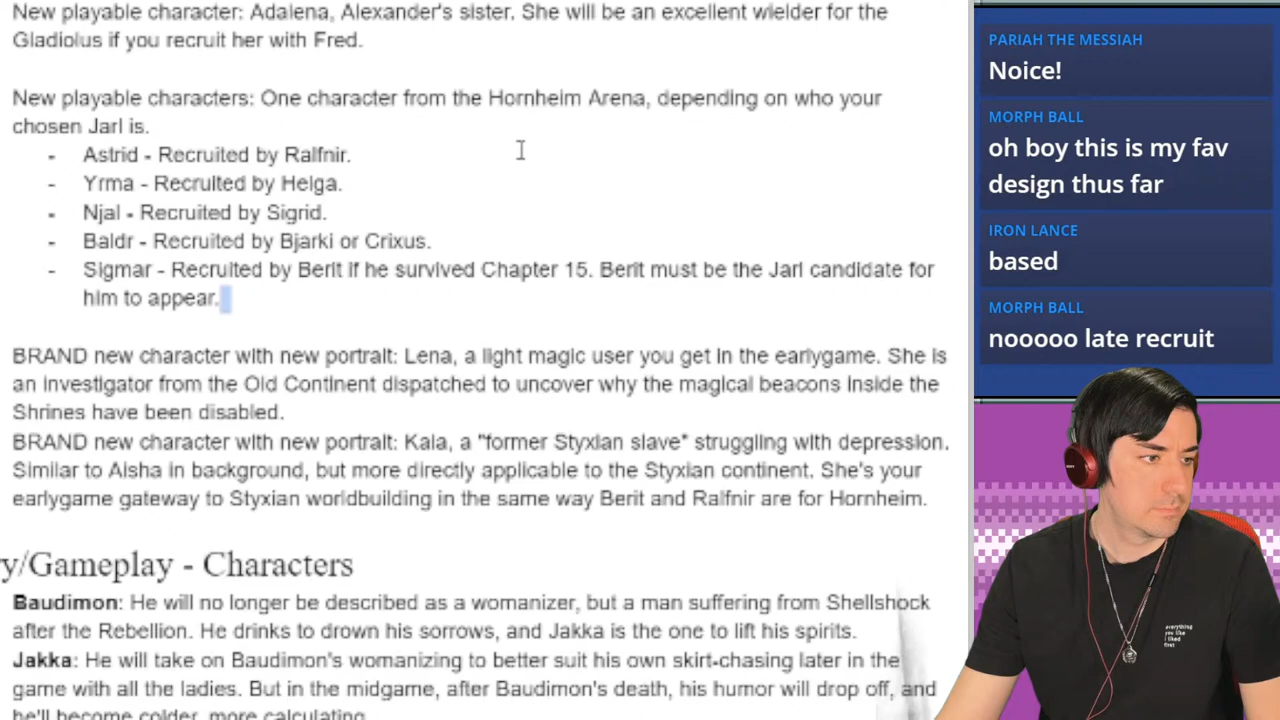 New playable character: Adalena, Alexander's sister. She will be an excellent wielder for the
Gladiolus if you recruit her with Fred.
New playable characters: One character from the Hornheim Arena, depending on who your
chosen Jarl is.
- Astrid - Recruited by Ralfnir.
- Yrma - Recruited by Helga.
- Njal - Recruited by Sigrid.
- Baldr - Recruited by Bjarki or Crixus.
- Sigmar - Recruited by Berit if he survived Chapter 15. Berit must be the Jarl candidate for
him to appear.
BRAND new character with new portrait: Lena, a light magic user you get in the earlygame. She is
an investigator from the Old Continent dispatched to uncover why the magical beacons inside the
Shrines have been disabled.
BRAND new character with new portrait: Kala, a "former Styxian slave" struggling with depression.
Similar to Aisha in background, but more directly applicable to the Styxian continent. She's your
earlygame gateway to Styxian worldbuilding in the same way Berit and Ralfnir are for Hornheim.
y/Gameplay - Characters
Baudimon: He will no longer be described as a womanizer, but a man suffering from Shellshock
after the Rebellion. He drinks to drown his sorrows, and Jakka is the one to lift his spirits.
Jakka: He will take on Baudimon's womanizing to better suit his own skirt-chasing later in the
game with all the ladies. But in the midgame, after Baudimon's death, his humor will drop off, and
he'll become colder, more calculating
PARIAH THE MESSIAH
Noice!
MORPH BALL
oh boy this is my fav
design thus far
IRON LANCE
based
MORPH BALL
nooooo late recruit
everything
you like
i liked
first